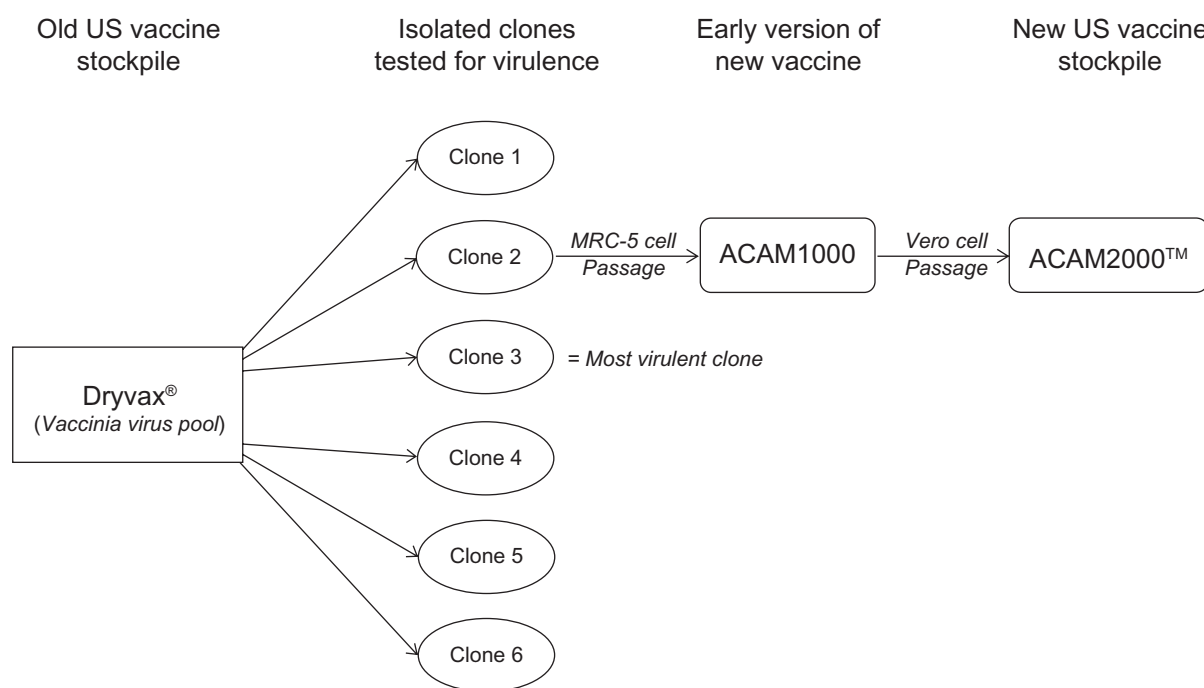 Old US vaccine
stockpile
Isolated clones
tested for virulence
Early version of
new vaccine
New US vaccine
stockpile
Clone 1
Clone 2
MRC-5 cell
Passage
ACAM1000
Vero cell
Passage
ACAM2000™
Clone 3
= Most virulent clone
Dryvax®
(Vaccinia virus pool)
Clone 4
Clone 5
Clone 6